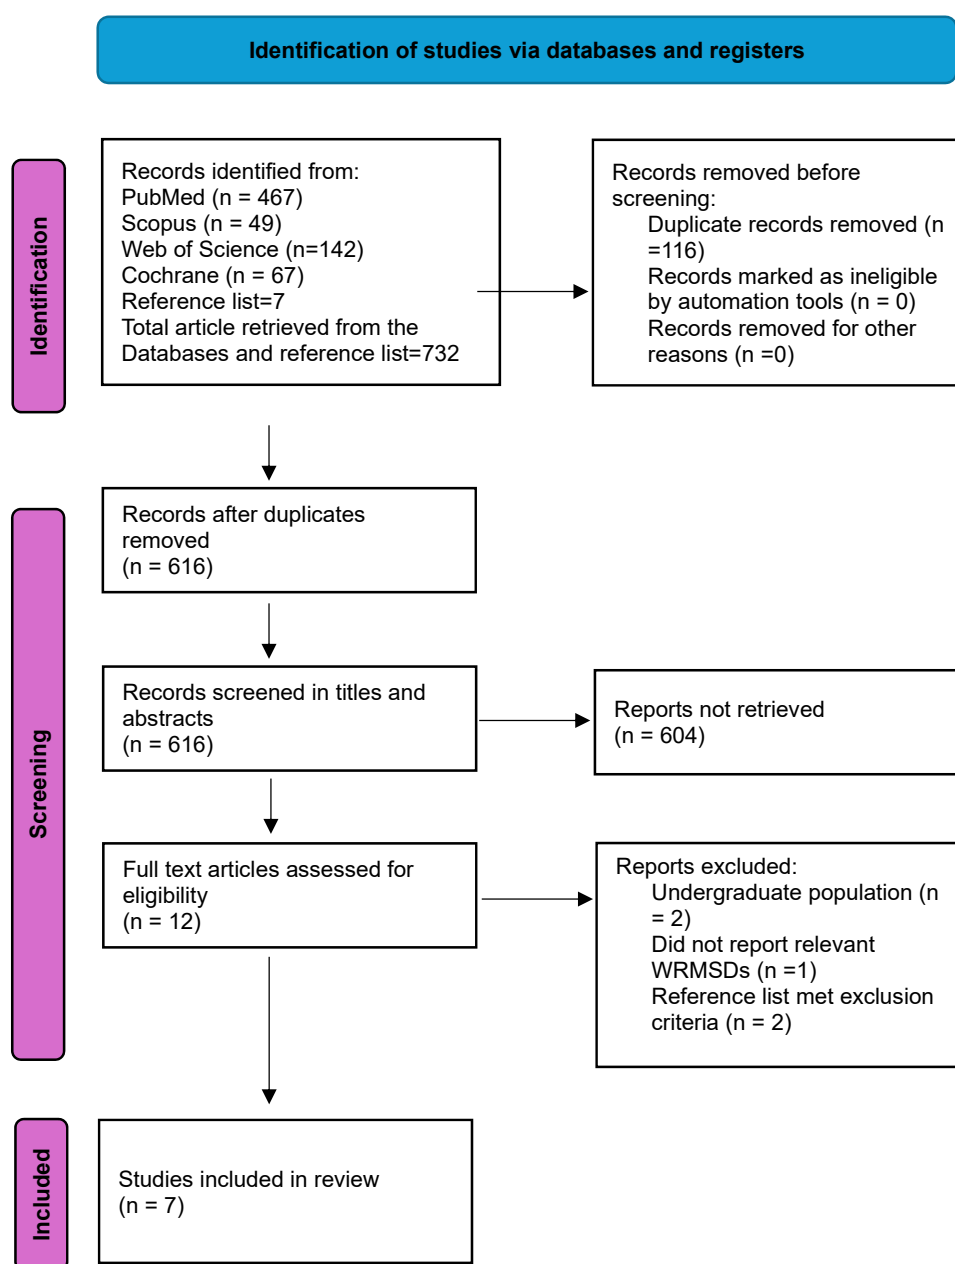 Identification of studies via databases and registers
Identification
Records identified from:
PubMed (n = 467)
Scopus (n = 49)
Web of Science (n=142)
Cochrane (n = 67)
Reference list=7
Total article retrieved from the
Databases and reference list=732
Records removed before
screening:
Duplicate records removed (n
=116)
Records marked as ineligible
by automation tools (n = 0)
Records removed for other
reasons (n =0)
Screening
Records after duplicates
removed
(n = 616)
Records screened in titles and
abstracts
(n = 616)
Reports not retrieved
(n = 604)
Full text articles assessed for
eligibility
(n = 12)
Reports excluded:
Undergraduate population (n
= 2)
Did not report relevant
WRMSDs (n =1)
Reference list met exclusion
criteria (n = 2)
Included
Studies included in review
(n = 7)